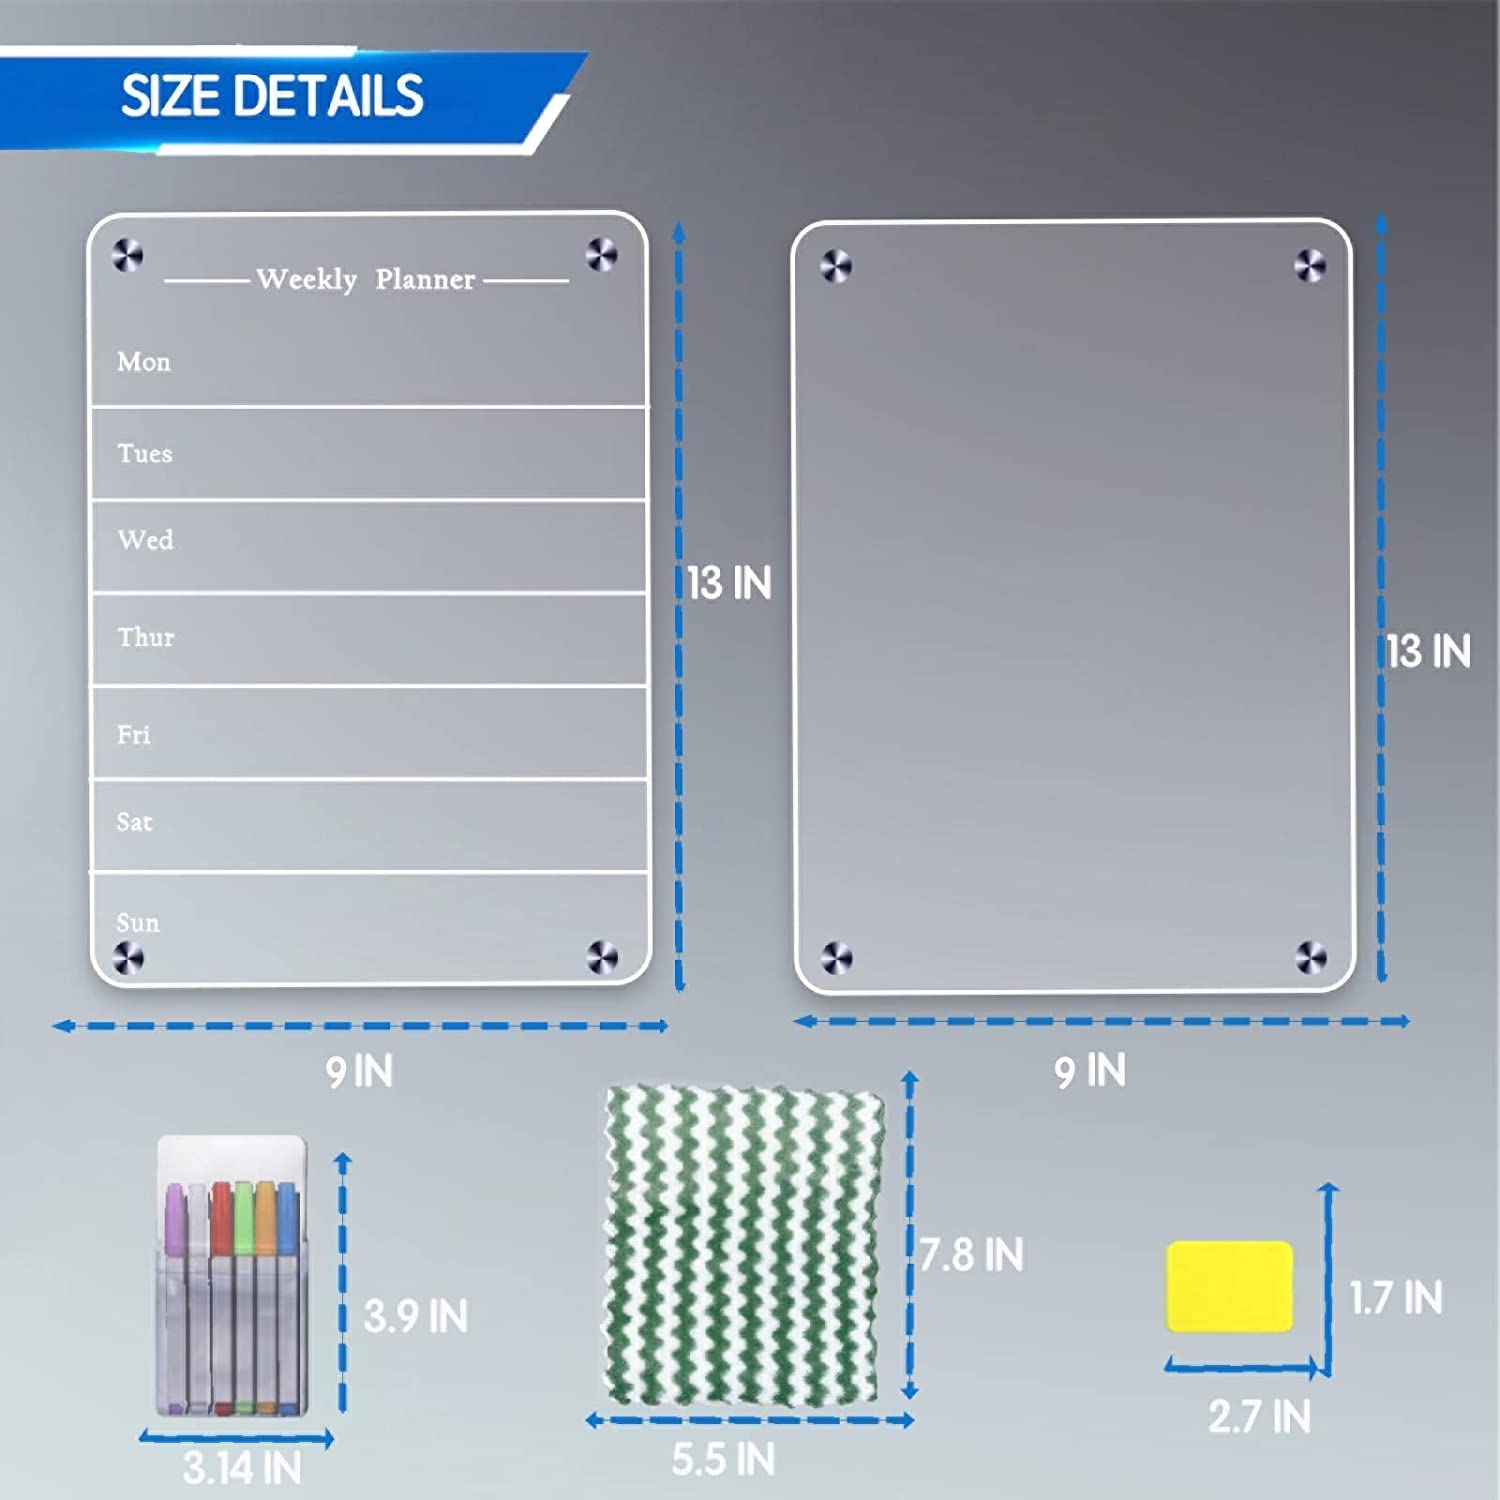 SIZE DETAILS
Weekly Planner
Mon
Tues
Wed
Thur
Fri
Sat
Sun
13 IN
9 IN
13 IN
9 IN
3.9 IN
3.14 IN
7.8 IN
5.5 IN
1.7 IN
2.7 IN